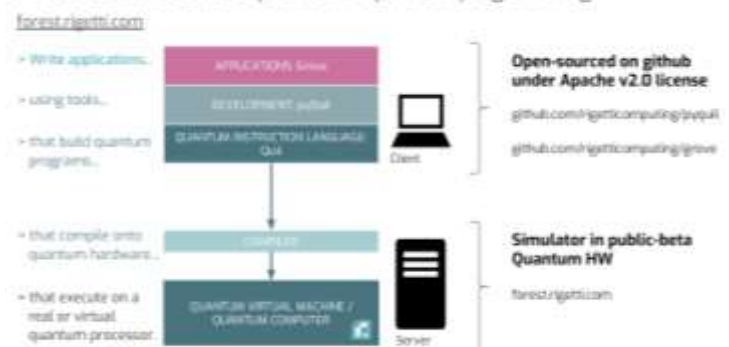 forest.rigetti.com
> Write applications...
APPLICATIONS Grove
> using tools...
DEVELOPMENT pyQuil
> that build quantum
programs...
QUANTUM INSTRUCTION LANGUAGE
Quil
Client
Open-sourced on github
under Apache v2.0 license
github.com/rigetticomputing/pyquil
github.com/rigetticomputing/grove
> that compile onto
quantum hardware...
COMPILER
> that execute on a
real or virtual
quantum processor.
QUANTUM VIRTUAL MACHINE /
QUANTUM COMPUTER
Server
Simulator in public-beta
Quantum HW
forest.rigetti.com